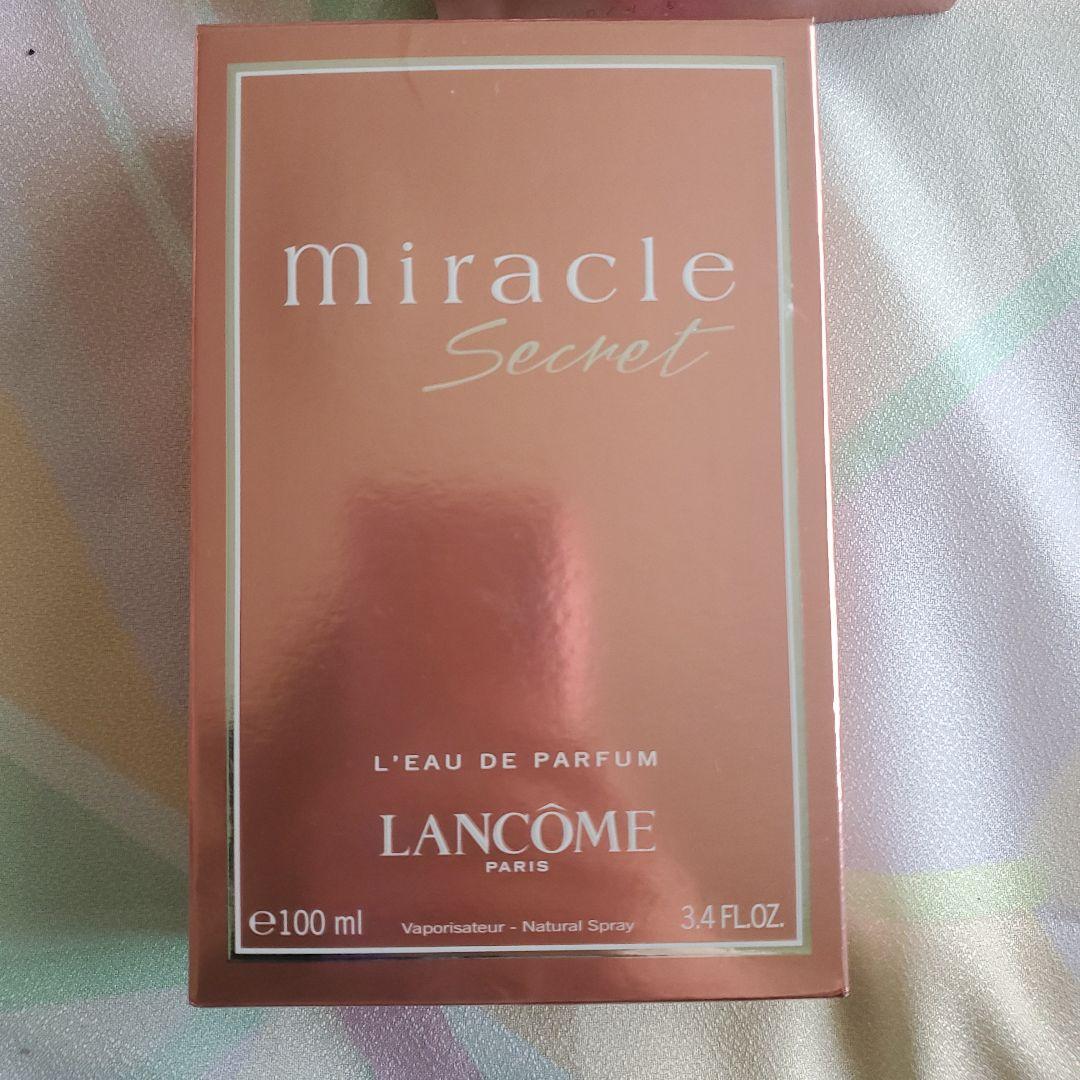 miracle
Secret
L'EAU DE PARFUM
LANCÔME
PARIS
℮100 ml Vaporisateur - Natural Spray 3.4 FL.OZ.